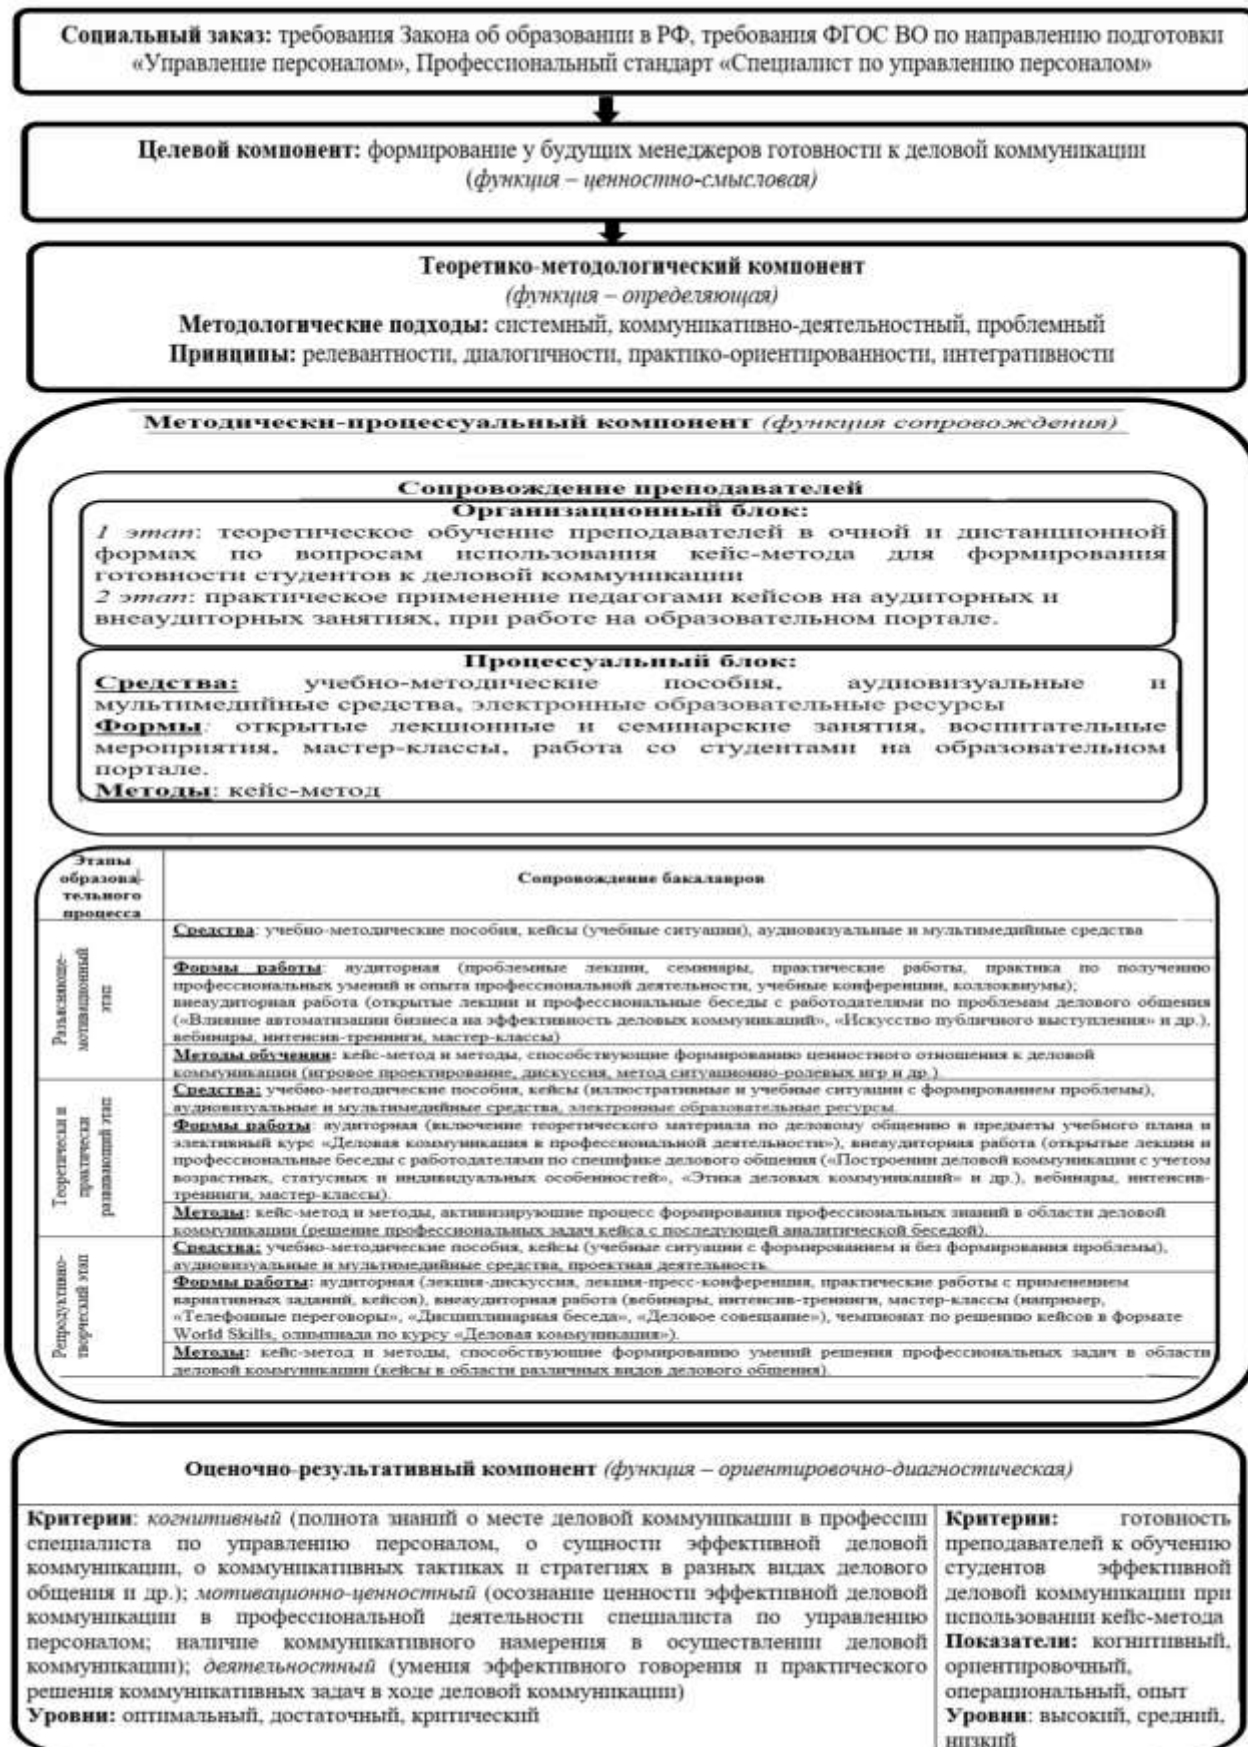 Социальный заказ: требования Закона об образовании в РФ, требования ФГОС ВО по направлению подготовки
«Управление персоналом», Профессиональный стандарт «Специалист по управлению персоналом»
Целевой компонент: формирование у будущих менеджеров готовности к деловой коммуникации
(функция – ценностно-смысловая)
Теоретико-методологический компонент
(функция – определяющая)
Методологические подходы: системный, коммуникативно-деятельностный, проблемный
Принципы: релевантности, диалогичности, практико-ориентированности, интегративности
Методически-процессуальный компонент (функция сопровождения)
Сопровождение преподавателей
Организационный блок:
1 этап: теоретическое обучение преподавателей в очной и дистанционной
формах по вопросам использования кейс-метода для формирования
готовности студентов к деловой коммуникации
2 этап: практическое применение педагогами кейсов на аудиторных и
внеаудиторных занятиях, при работе на образовательном портале.
Процессуальный блок:
Средства: учебно-методические пособия, аудиовизуальные и
мультимедийные средства, электронные образовательные ресурсы
Формы: открытые лекционные и семинарские занятия, воспитательные
мероприятия, мастер-классы, работа со студентами на образовательном
портале.
Методы: кейс-метод
Этапы
образова-
тельного
процесса
Сопровождение бакалавров
Разъясняюще-
мотивационный
этап
Средства: учебно-методические пособия, кейсы (учебные ситуации), аудиовизуальные и мультимедийные средства
Формы работы: аудиторная (проблемные лекции, семинары, практические работы, практика по получению
профессиональных умений и опыта профессиональной деятельности, учебные конференции, коллоквиумы);
внеаудиторная работа (открытые лекции и профессиональные беседы с работодателями по проблемам делового общения
(«Влияние автоматизации бизнеса на эффективность деловых коммуникаций», «Искусство публичного выступления» и др.),
вебинары, интенсив-тренинги, мастер-классы)
Методы обучения: кейс-метод и методы, способствующие формированию ценностного отношения к деловой
коммуникации (игровое проектирование, дискуссия, метод ситуационно-ролевых игр и др.).
Теоретически и
практически
развивающий этап
Средства: учебно-методические пособия, кейсы (иллюстративные и учебные ситуации с формированием проблемы),
аудиовизуальные и мультимедийные средства, электронные образовательные ресурсы.
Формы работы: аудиторная (включение теоретического материала по деловому общению в предметы учебного плана и
элективный курс «Деловая коммуникация в профессиональной деятельности»), внеаудиторная работа (открытые лекции и
профессиональные беседы с работодателями по специфике делового общения («Построении деловой коммуникации с учетом
возрастных, статусных и индивидуальных особенностей», «Этика деловых коммуникаций» и др.), вебинары, интенсив-
тренинги, мастер-классы).
Методы: кейс-метод и методы, активизирующие процесс формирования профессиональных знаний в области деловой
коммуникации (решение профессиональных задач кейса с последующей аналитической беседой).
Репродуктивно-
творческий этап
Средства: учебно-методические пособия, кейсы (учебные ситуации с формированием и без формирования проблемы),
аудиовизуальные и мультимедийные средства, проектная деятельность.
Формы работы: аудиторная (лекция-дискуссия, лекция-пресс-конференция, практические работы с применением
вариативных заданий, кейсов), внеаудиторная работа (вебинары, интенсив-тренинги, мастер-классы (например,
«Телефонные переговоры», «Дисциплинарная беседа», «Деловое совещание»), чемпионат по решению кейсов в формате
World Skills, олимпиада по курсу «Деловая коммуникация»).
Методы: кейс-метод и методы, способствующие формированию умений решения профессиональных задач в области
деловой коммуникации (кейсы в области различных видов делового общения).
Оценочно-результативный компонент (функция – ориентировочно-диагностическая)
Критерии: когнитивный (полнота знаний о месте деловой коммуникации в профессии
специалиста по управлению персоналом, о сущности эффективной деловой
коммуникации, о коммуникативных тактиках и стратегиях в разных видах делового
общения и др.); мотивационно-ценностный (осознание ценности эффективной деловой
коммуникации в профессиональной деятельности специалиста по управлению
персоналом; наличие коммуникативного намерения в осуществлении деловой
коммуникации); деятельностный (умения эффективного говорения и практического
решения коммуникативных задач в ходе деловой коммуникации)
Уровни: оптимальный, достаточный, критический
Критерии: готовность
преподавателей к обучению
студентов эффективной
деловой коммуникации при
использовании кейс-метода
Показатели: когнитивный,
ориентировочный,
операциональный, опыт
Уровни: высокий, средний,
низкий